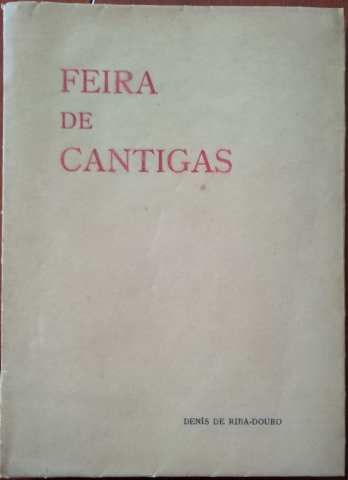 FEIRA
DE
CANTIGAS
DENÍS DE RIBA-DOURO